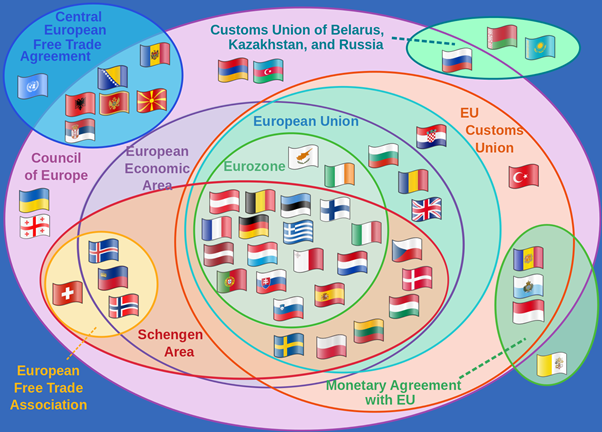 Central
European
Free Trade
Agreement
Customs Union of Belarus,
Kazakhstan, and Russia
European Union
EU
Customs
Union
European
Economic
Area
Eurozone
Council
of Europe
Schengen
Area
European
Free Trade
Association
Monetary Agreement
with EU